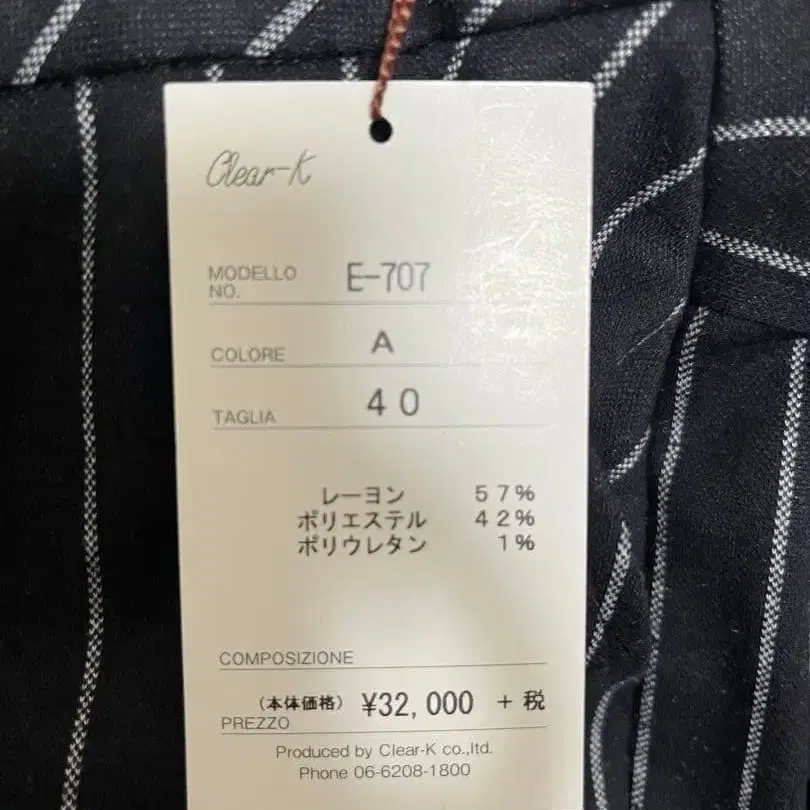 Clear-K
MODELLO NO. E-707
COLORE A
TAGLIA 40
レーヨン 57%
ポリエステル 42%
ポリウレタン 1%
COMPOSIZIONE
(本体価格) ¥32,000 +税
PREZZO
Produced by Clear-K co.,ltd.
Phone 06-6208-1800